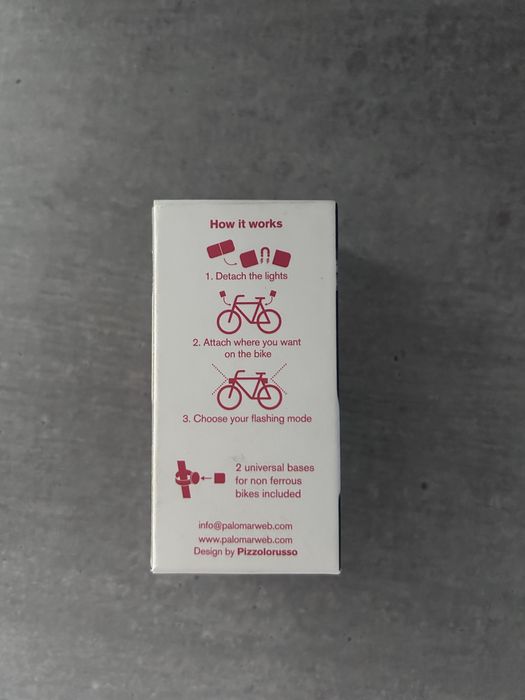 How it works
1. Detach the lights
2. Attach where you want
on the bike
3. Choose your flashing mode
2 universal bases
for non ferrous
bikes included
info@palomarweb.com
www.palomarweb.com
Design by Pizzolorusso